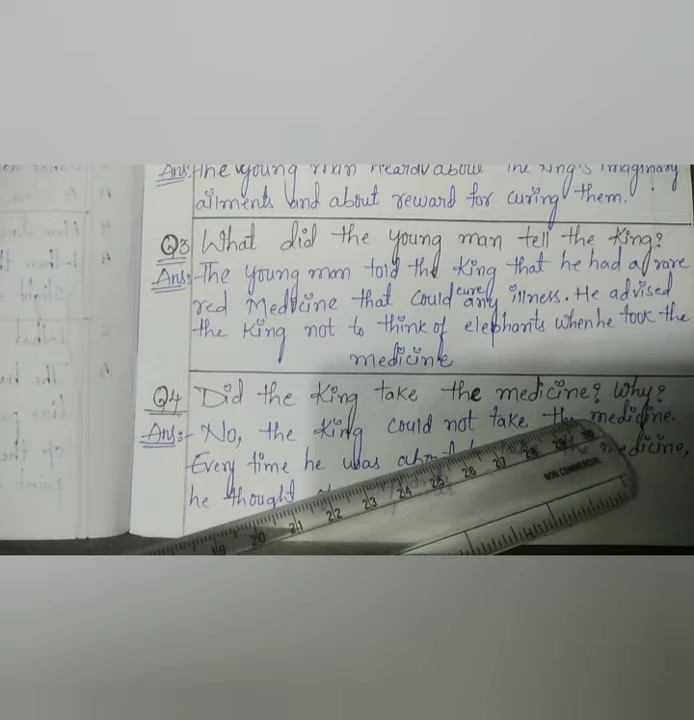 Ans:- The young man heard about the King's imaginary
ailments and about reward for curing them.
Q3 What did the young man tell the King?
Ans:- The young man told the King that he had a rare
red Medicine that could cure any illness. He advised
the King not to think of elephants when he took the
medicine
Q4 Did the King take the medicine? Why?
Ans:- No, the King could not take the medicine.
Every time he was medicine,
he thought
19 20 21 22 23 24 25 26 27 28 29 30
NON COMMERCIAL